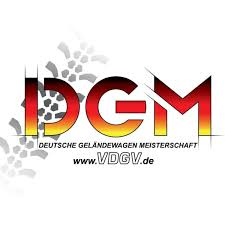 DGM
DEUTSCHE GELÄNDEWAGEN MEISTERSCHAFT
www.VDGV.de